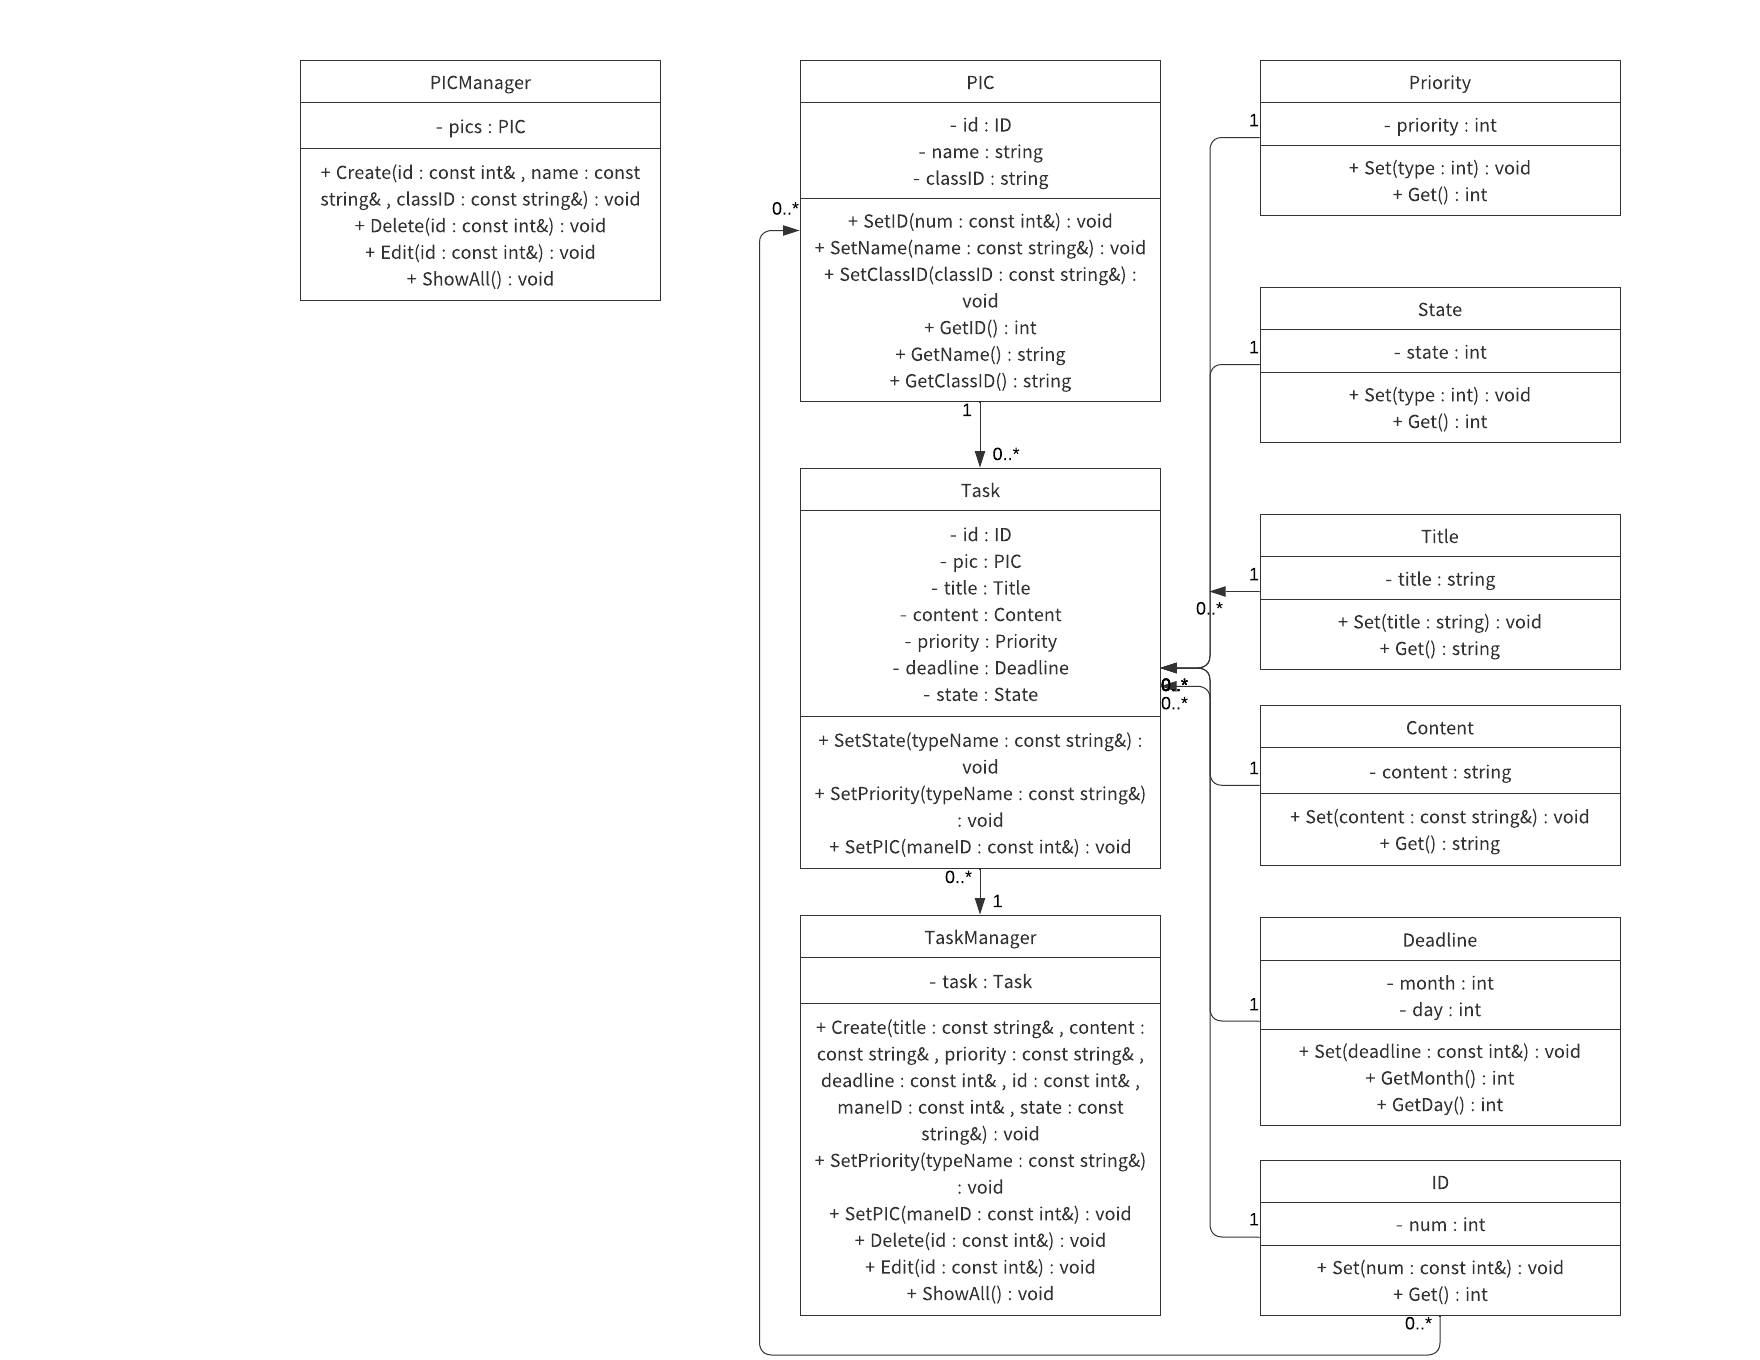 PICManager
- pics : PIC
+ Create(id : const int& , name : const
string& , classID : const string&) : void
+ Delete(id : const int&) : void
+ Edit(id : const int&) : void
+ ShowAll() : void
PIC
- id : ID
- name : string
- classID : string
0..*
+ SetID(num : const int&) : void
+ SetName(name : const string&) : void
+ SetClassID(classID : const string&) :
void
+ GetID() : int
+ GetName() : string
+ GetClassID() : string
1
0..*
Task
- id : ID
- pic : PIC
- title : Title
- content : Content
- priority : Priority
- deadline : Deadline
- state : State
+ SetState(typeName : const string&) :
void
+ SetPriority(typeName : const string&)
: void
+ SetPIC(maneID : const int&) : void
0..*
1
TaskManager
- task : Task
+ Create(title : const string& , content :
const string& , priority : const string& ,
deadline : const int& , id : const int& ,
maneID : const int& , state : const
string&) : void
+ SetPriority(typeName : const string&)
: void
+ SetPIC(maneID : const int&) : void
+ Delete(id : const int&) : void
+ Edit(id : const int&) : void
+ ShowAll() : void
Priority
1
- priority : int
+ Set(type : int) : void
+ Get() : int
State
1
- state : int
+ Set(type : int) : void
+ Get() : int
Title
1
- title : string
0..*
+ Set(title : string) : void
+ Get() : string
0..*
0..*
Content
1
- content : string
+ Set(content : const string&) : void
+ Get() : string
Deadline
- month : int
1
- day : int
+ Set(deadline : const int&) : void
+ GetMonth() : int
+ GetDay() : int
ID
1
- num : int
+ Set(num : const int&) : void
+ Get() : int
0..*